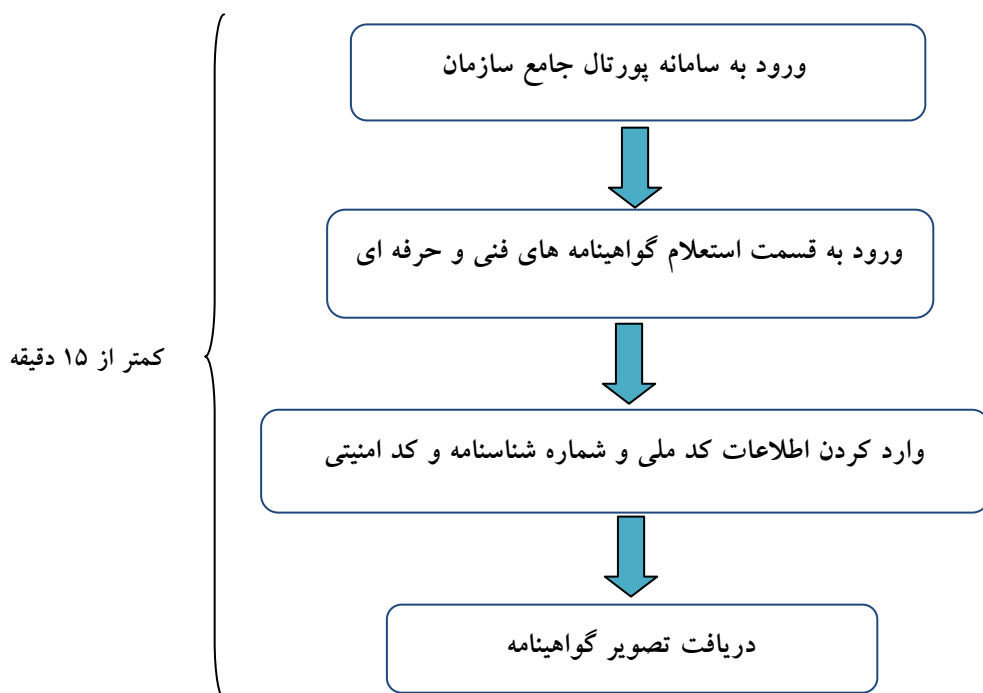 ورود به سامانه پورتال جامع سازمان
ورود به قسمت استعلام گواهینامه های فنی و حرفه ای
کمتر از ۱۵ دقیقه
وارد کردن اطلاعات کد ملی و شماره شناسنامه و کد امنیتی
دریافت تصویر گواهینامه